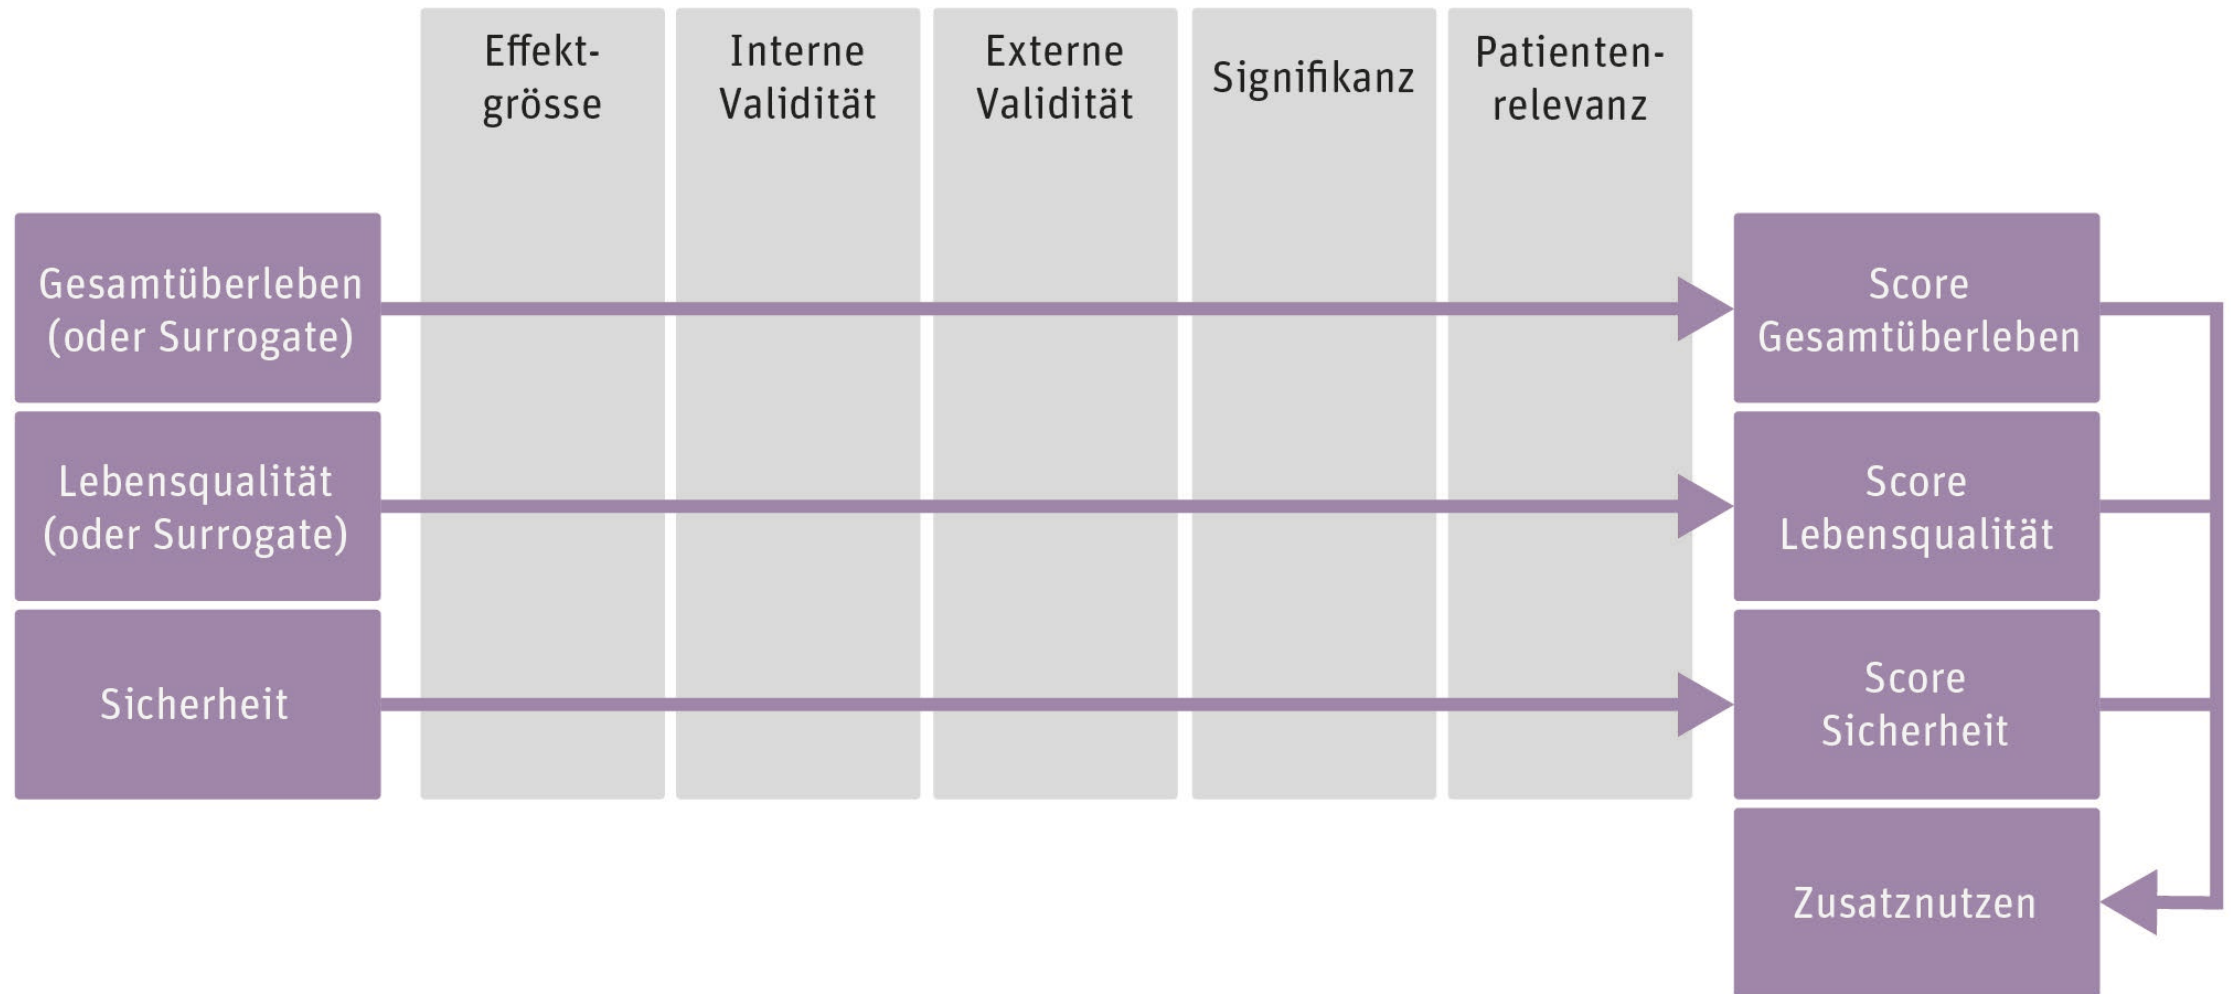 Effekt-
grösse
Interne
Validität
Externe
Validität
Signifikanz
Patienten-
relevanz
Gesamtüberleben
(oder Surrogate)
Score
Gesamtüberleben
Lebensqualität
(oder Surrogate)
Score
Lebensqualität
Sicherheit
Score
Sicherheit
Zusatznutzen